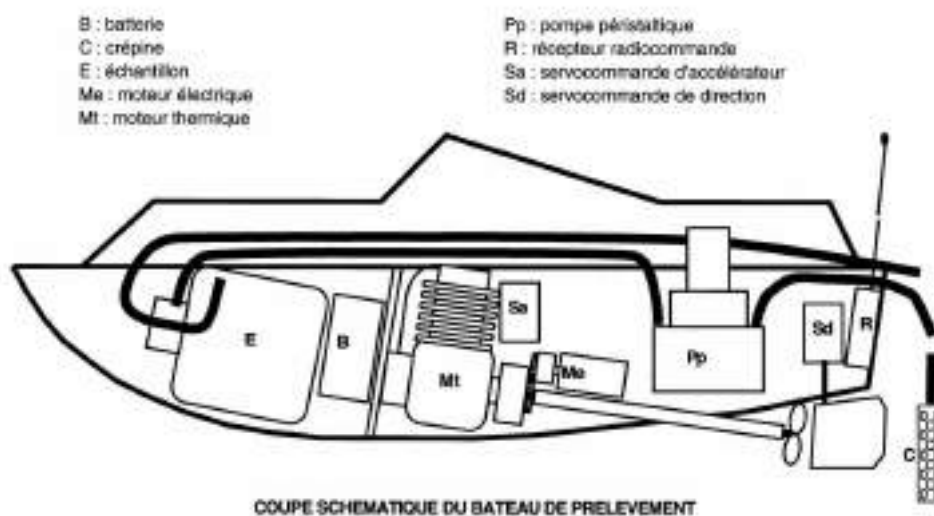 B : batterie
C : crépine
E : échantillon
Me : moteur électrique
Mt : moteur thermique
Pp : pompe péristaltique
R : récepteur radiocommande
Sa : servocommande d'accélérateur
Sd : servocommande de direction
Sa
E
B
Mt
Me
Pp
Sd
R
C
COUPE SCHEMATIQUE DU BATEAU DE PRELEVEMENT